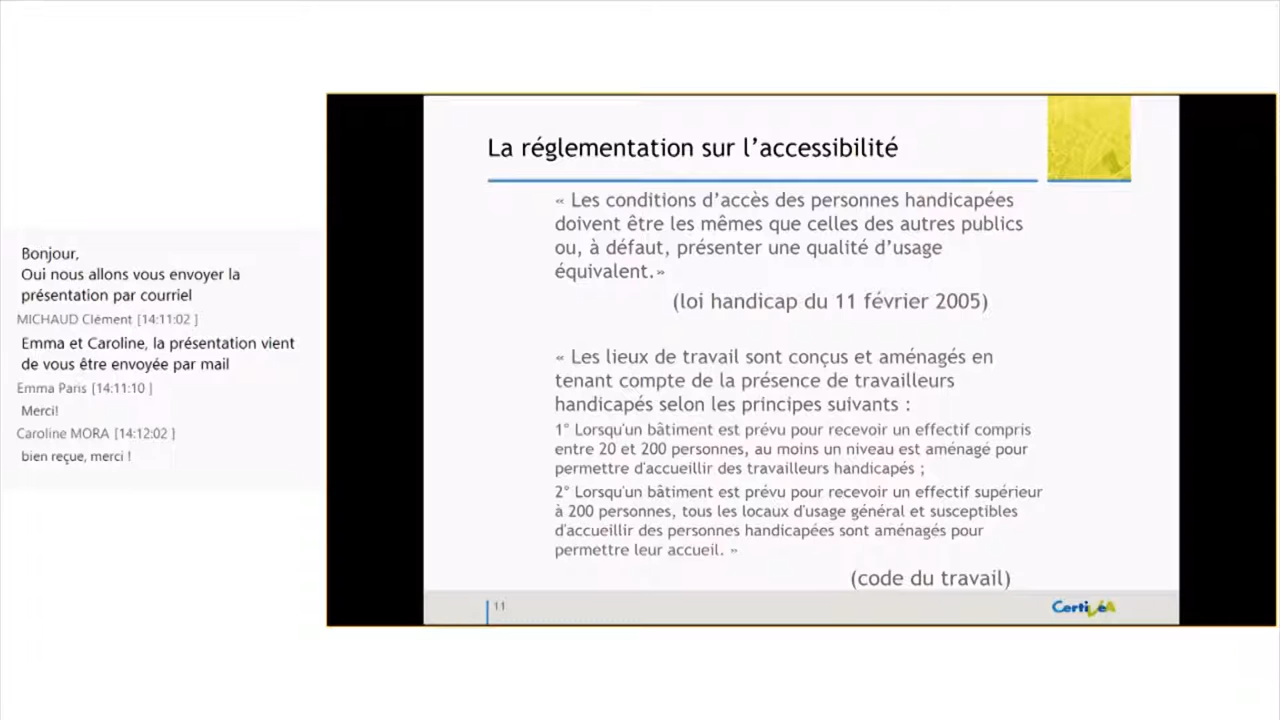 Bonjour,
Oui nous allons vous envoyer la
présentation par courriel
MICHAUD Clément [14:11:02 ]
Emma et Caroline, la présentation vient
de vous être envoyée par mail
Emma Paris [14:11:10 ]
Merci!
Caroline MORA [14:12:02 ]
bien reçue, merci !
La réglementation sur l’accessibilité
« Les conditions d’accès des personnes handicapées
doivent être les mêmes que celles des autres publics
ou, à défaut, présenter une qualité d’usage
équivalent.»
(loi handicap du 11 février 2005)
« Les lieux de travail sont conçus et aménagés en
tenant compte de la présence de travailleurs
handicapés selon les principes suivants :
1° Lorsqu'un bâtiment est prévu pour recevoir un effectif compris
entre 20 et 200 personnes, au moins un niveau est aménagé pour
permettre d'accueillir des travailleurs handicapés ;
2° Lorsqu'un bâtiment est prévu pour recevoir un effectif supérieur
à 200 personnes, tous les locaux d'usage général et susceptibles
d'accueillir des personnes handicapées sont aménagés pour
permettre leur accueil. »
(code du travail)
11
CertivéA